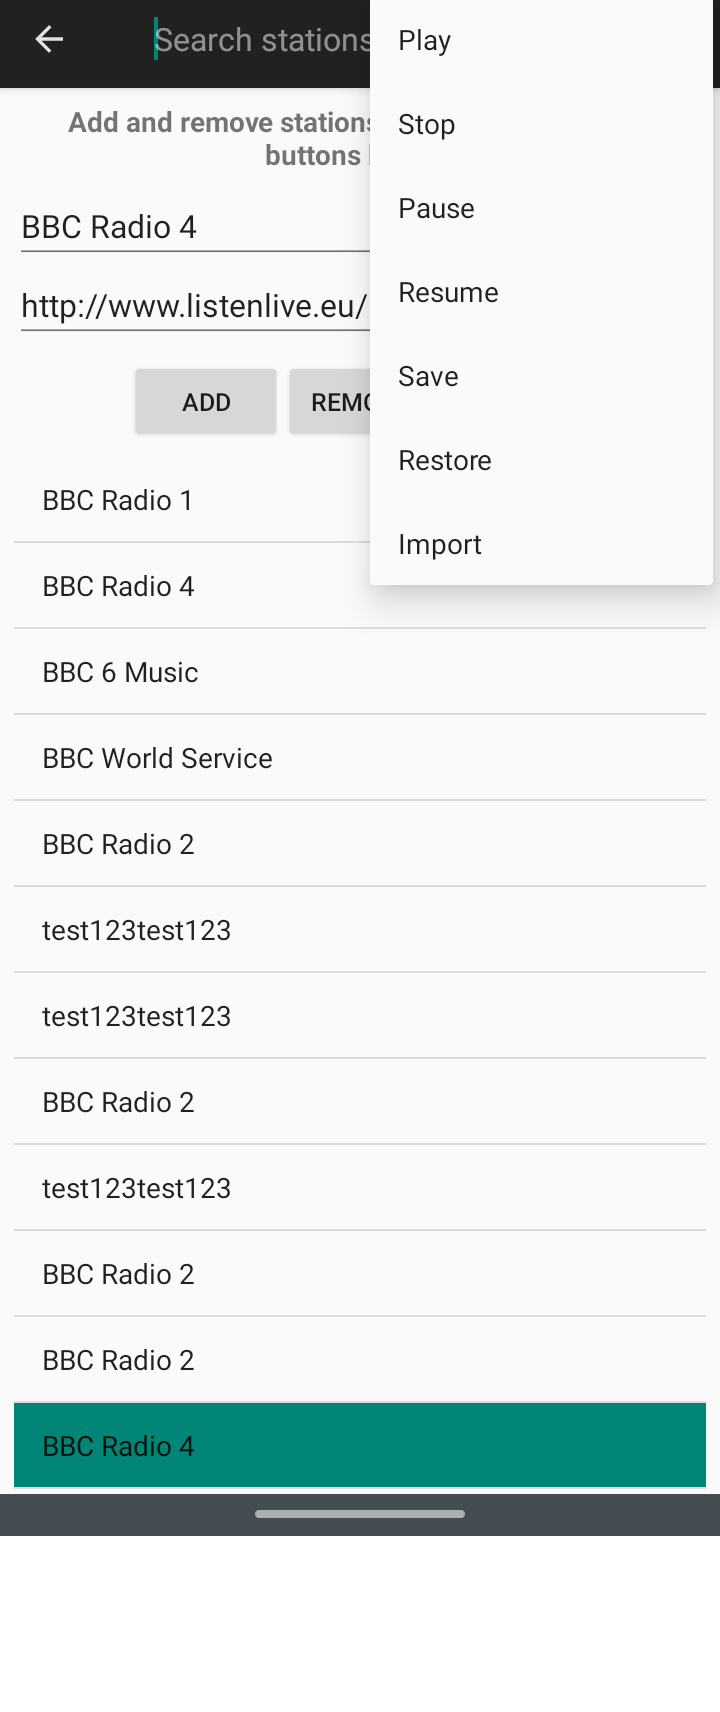 Search stations
Play
Stop
Pause
Resume
Save
Restore
Import
Add and remove stations
buttons
BBC Radio 4
http://www.listenlive.eu/
ADD
BBC Radio 1
BBC Radio 4
BBC 6 Music
BBC World Service
BBC Radio 2
test123test123
test123test123
BBC Radio 2
test123test123
BBC Radio 2
BBC Radio 2
BBC Radio 4